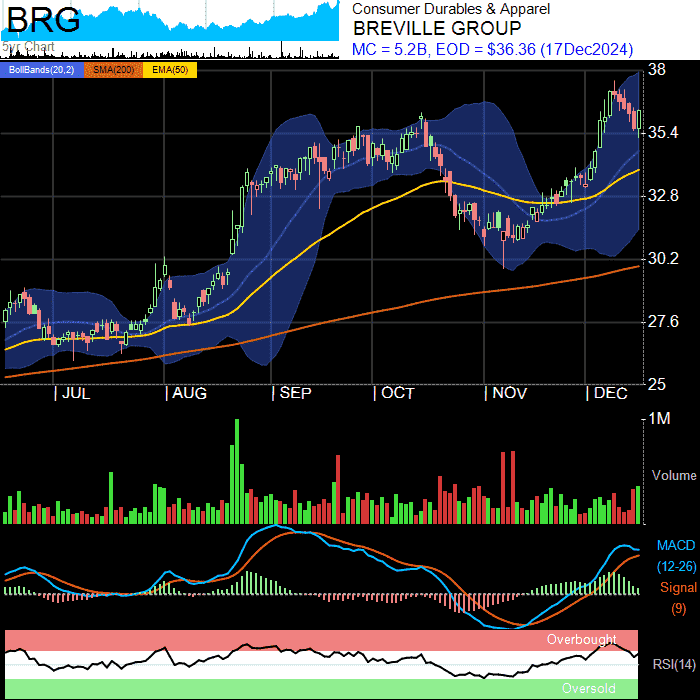 BRG
5yr Chart
Consumer Durables & Apparel
BREVILLE GROUP
MC = 5.2B, EOD = $36.36 (17Dec2024)
BollBands(20,2) SMA(200) EMA(50)
38
35.4
32.8
30.2
27.6
25
| JUL | AUG | SEP | OCT | NOV | DEC
1M
Volume
MACD
(12-26)
Signal
(9)
Overbought
RSI(14)
Oversold